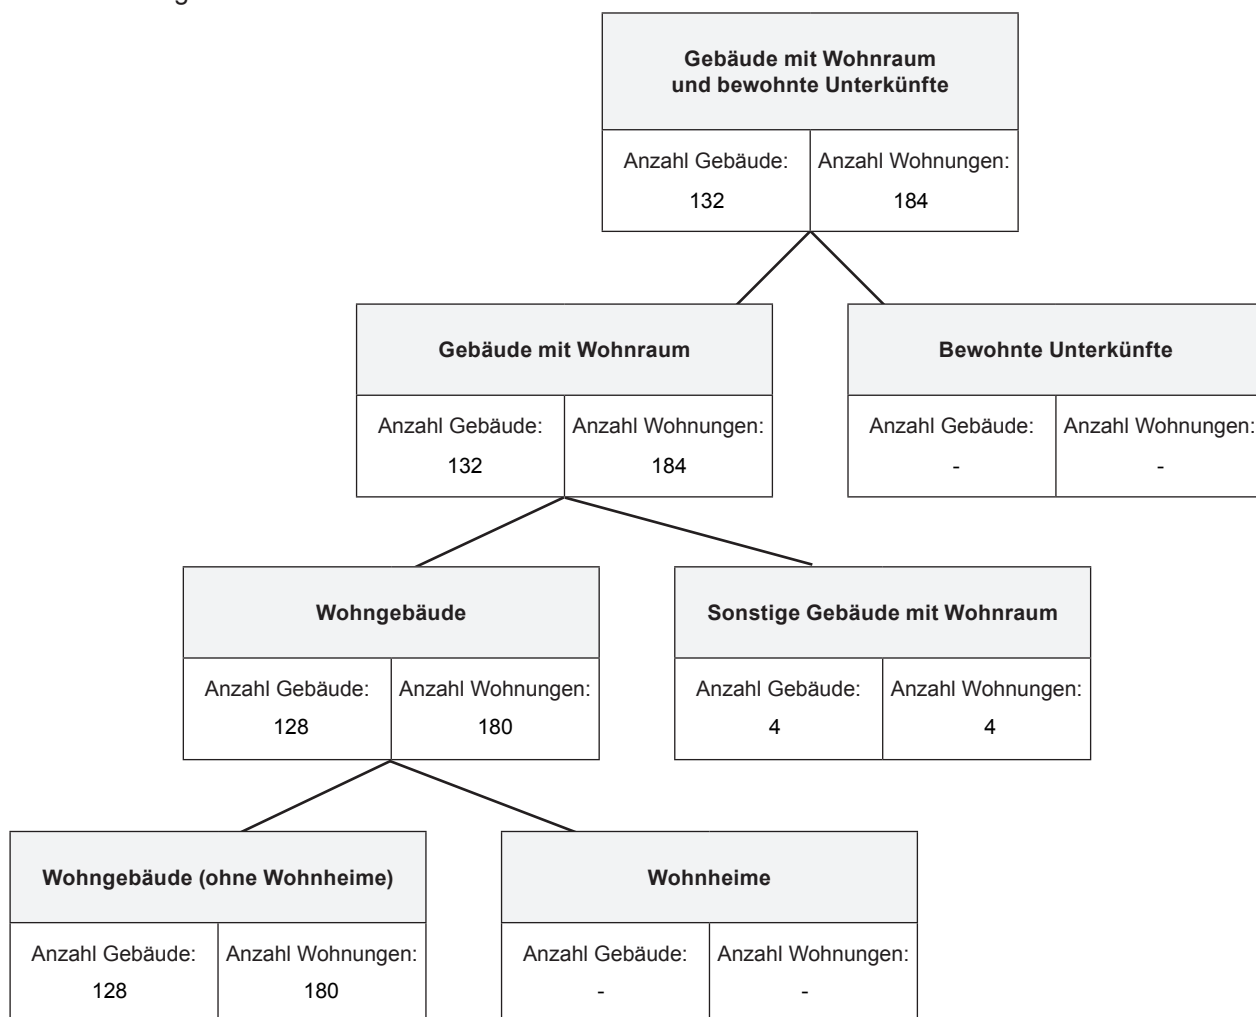 Gebäude mit Wohnraum
und bewohnte Unterkünfte
Anzahl Gebäude: Anzahl Wohnungen:
132 184
Gebäude mit Wohnraum Bewohnte Unterkünfte
Anzahl Gebäude: Anzahl Wohnungen: Anzahl Gebäude: Anzahl Wohnungen:
132 184 - -
Wohngebäude Sonstige Gebäude mit Wohnraum
Anzahl Gebäude: Anzahl Wohnungen: Anzahl Gebäude: Anzahl Wohnungen:
128 180 4 4
Wohngebäude (ohne Wohnheime) Wohnheime
Anzahl Gebäude: Anzahl Wohnungen: Anzahl Gebäude: Anzahl Wohnungen:
128 180 - -